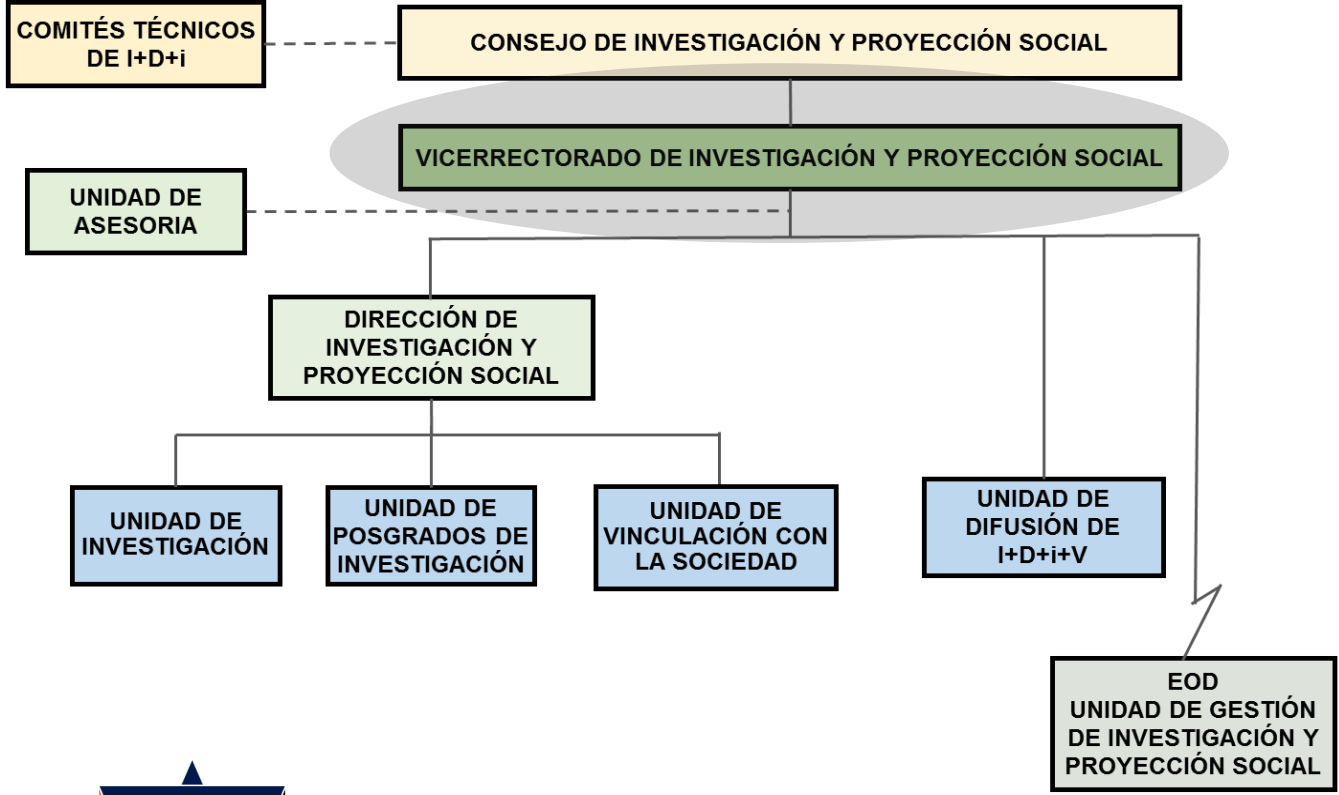 COMITÉS TÉCNICOS
DE I+D+i
CONSEJO DE INVESTIGACIÓN Y PROYECCIÓN SOCIAL
VICERRECTORADO DE INVESTIGACIÓN Y PROYECCIÓN SOCIAL
UNIDAD DE
ASESORIA
DIRECCIÓN DE
INVESTIGACIÓN Y
PROYECCIÓN SOCIAL
UNIDAD DE
INVESTIGACIÓN
UNIDAD DE
POSGRADOS DE
INVESTIGACIÓN
UNIDAD DE
VINCULACIÓN CON
LA SOCIEDAD
UNIDAD DE
DIFUSIÓN DE
I+D+i+V
EOD
UNIDAD DE GESTIÓN
DE INVESTIGACIÓN Y
PROYECCIÓN SOCIAL